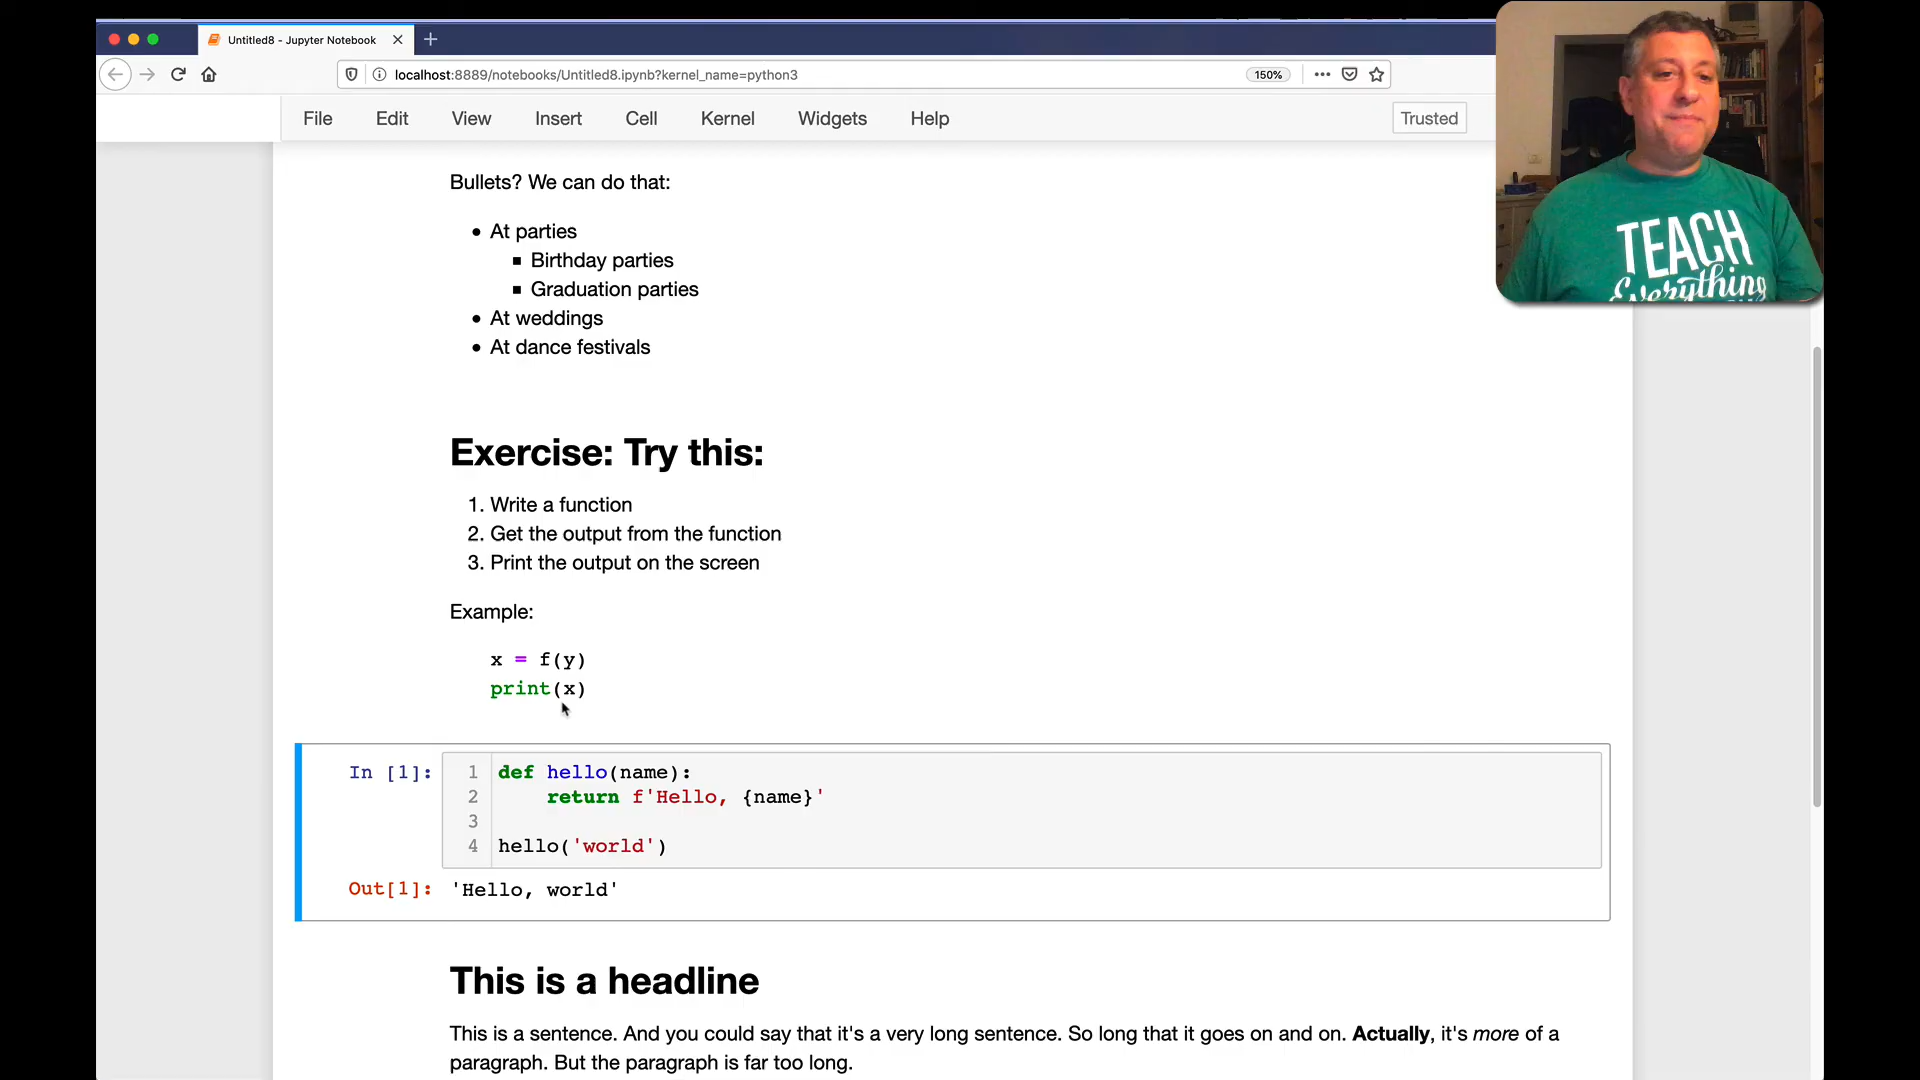 Untitled8 - Jupyter Notebook
localhost:8889/notebooks/Untitled8.ipynb?kernel_name=python3
150%
File Edit View Insert Cell Kernel Widgets Help
Trusted
TEACH
Everything
Bullets? We can do that:
• At parties
▪ Birthday parties
▪ Graduation parties
• At weddings
• At dance festivals
Exercise: Try this:
1. Write a function
2. Get the output from the function
3. Print the output on the screen
Example:
x = f(y)
print(x)
In [1]:
1 def hello(name):
2     return f'Hello, {name}'
3
4 hello('world')
Out[1]: 'Hello, world'
This is a headline
This is a sentence. And you could say that it's a very long sentence. So long that it goes on and on. Actually, it's more of a
paragraph. But the paragraph is far too long.